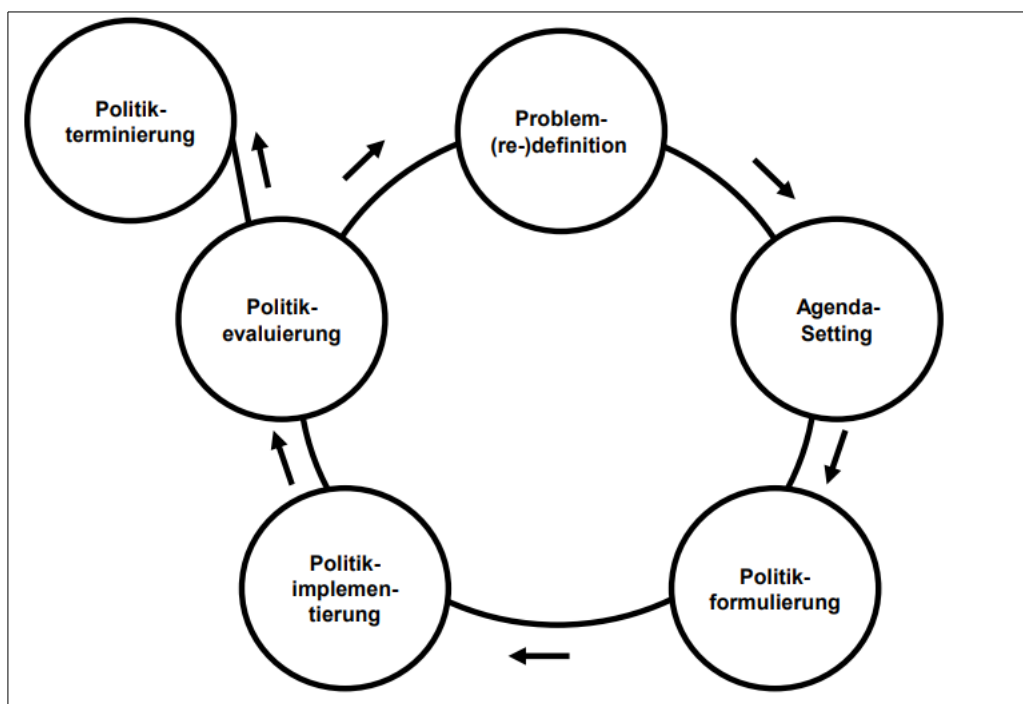 Politik-
terminierung
Problem-
(re-)definition
Agenda-
Setting
Politik-
formulierung
Politik-
implemen-
tierung
Politik-
evaluierung